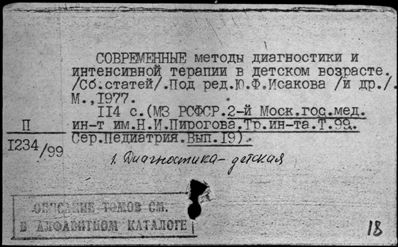 СОВРЕМЕННЫЕ методы диагностики и
интенсивной терапии в детском возрасте.
/Сб.статей/.Под ред.Ю.Ф.Исакова /и др./
М.,1977.
114 с.(МЗ РСФСР.2-й Моск.гос.мед.
ин-т им.Н.И.Пирогова.Тр.ин-та.Т.99.
Сер.Педиатрия.Вып.19).
П
1234/99
1. Диагностика - детская
ОПИСАНИЕ ТОМОВ СМ.
В АЛФАВИТНОМ КАТАЛОГЕ
18